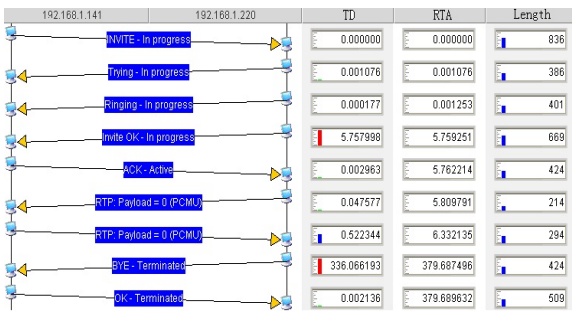 192.168.1.141 192.168.1.220 TD RTA Length
INVITE - In progress 0.000000 0.000000 836
Trying - In progress 0.001076 0.001076 386
Ringing - In progress 0.000177 0.001253 401
Invite OK - In progress 5.757998 5.759251 669
ACK - Active 0.002963 5.762214 424
RTP: Payload = 0 (PCMU) 0.047577 5.809791 214
RTP: Payload = 0 (PCMU) 0.522344 6.332135 294
BYE - Terminated 336.066193 379.687496 424
OK - Terminated 0.002136 379.689632 509